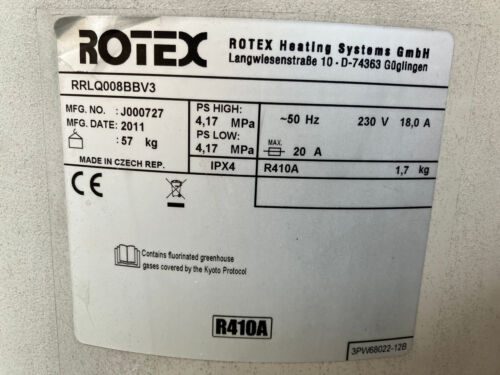 ROTEX
ROTEX Heating Systems GmbH
Langwiesenstraße 10 · D-74363 Güglingen
RRLQ008BBV3
MFG. NO. : J000727
MFG. DATE: 2011
: 57 kg
MADE IN CZECH REP.
PS HIGH:
4,17 MPa
PS LOW:
4,17 MPa
IPX4
~50 Hz 230 V 18,0 A
MAX.
20 A
R410A 1,7 kg
CE
Contains fluorinated greenhouse
gases covered by the Kyoto Protocol
R410A
3PW68022-12B